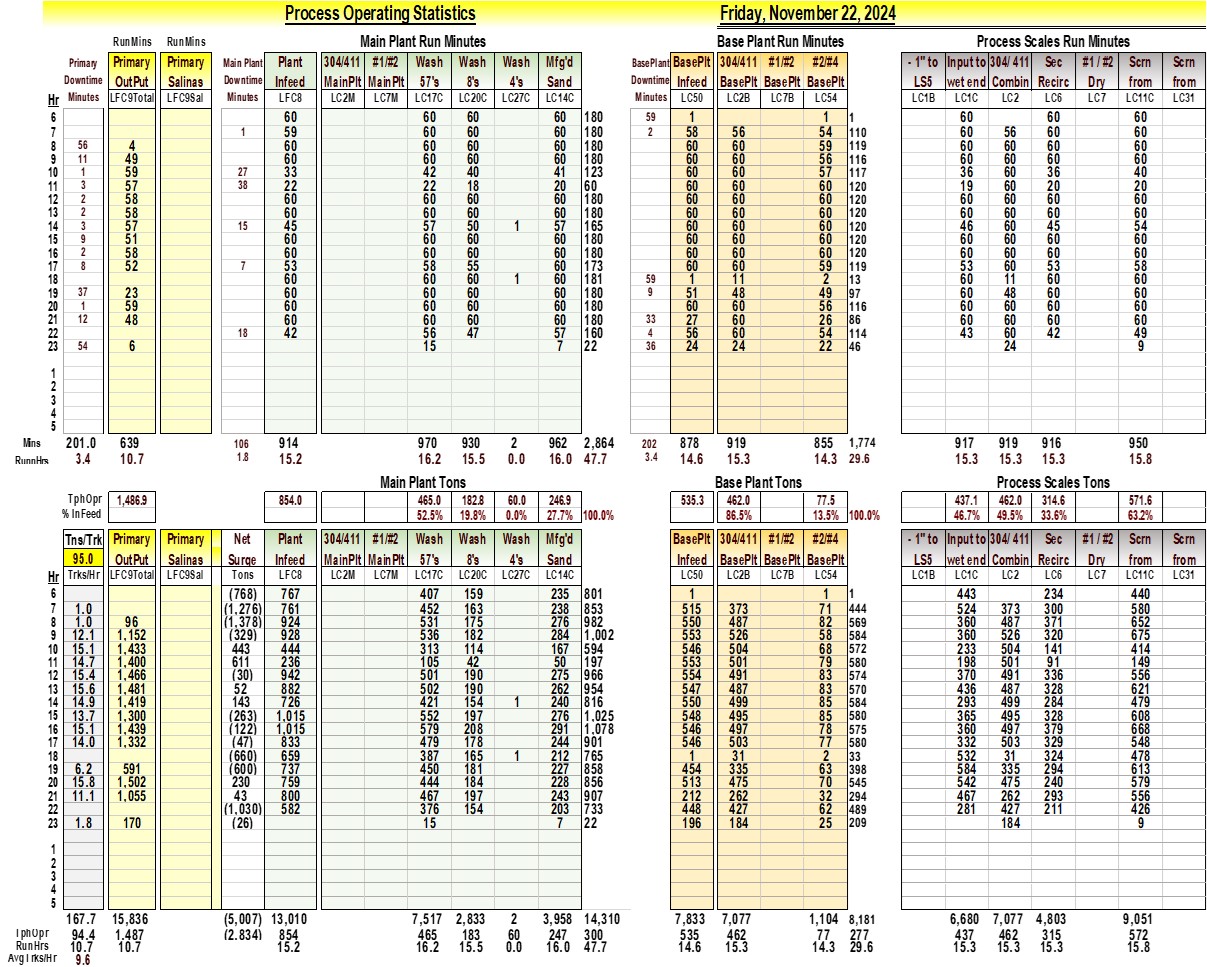 Process Operating Statistics Friday, November 22, 2024
RunMins RunMins Main Plant Run Minutes Base Plant Run Minutes Process Scales Run Minutes
Primary Primary Primary Main Plant Plant 304/411 #1/#2 Wash Wash Wash Mfg'd BasePlant BasePlt 304/411 #1/#2 #2/#4 - 1" to Input to 304/ 411 Sec #1 / #2 Scrn Scrn
Downtime OutPut Salinas Downtime Infeed MainPlt MainPlt 57's 8's 4's Sand Downtime Infeed BasePlt BasePlt BasePlt LS5 wet end Combin Recirc Dry from from
Hr Minutes LFC9Total LFC9Sal Minutes LFC8 LC2M LC7M LC17C LC20C LC27C LC14C Minutes LC50 LC2B LC7B LC54 LC1B LC1C LC2 LC6 LC7 LC11C LC31
6 60 60 60 60 180 59 1 1 1 60 60 60
7 1 59 60 60 60 180 2 58 56 54 110 60 56 60 60
8 56 4 60 60 60 60 180 60 60 59 119 60 60 60 60
9 11 49 60 60 60 60 180 60 60 56 116 60 60 60 60
10 1 59 27 33 42 40 41 123 60 60 57 117 36 60 36 40
11 3 57 38 22 22 18 20 60 60 60 60 120 19 60 20 20
12 2 58 60 60 60 60 180 60 60 60 120 60 60 60 60
13 2 58 60 60 60 60 180 60 60 60 120 60 60 60 60
14 3 57 15 45 57 50 1 57 165 60 60 60 120 46 60 45 54
15 9 51 60 60 60 60 180 60 60 60 120 60 60 60 60
16 2 58 60 60 60 60 180 60 60 60 120 60 60 60 60
17 8 52 7 53 58 55 60 173 60 60 59 119 53 60 53 58
18 60 60 60 1 60 181 59 1 11 2 13 60 11 60 60
19 37 23 60 60 60 60 180 9 51 48 49 97 60 48 60 60
20 1 59 60 60 60 60 180 60 60 56 116 60 60 60 60
21 12 48 60 60 60 60 180 33 27 60 26 86 60 60 60 60
22 18 42 56 47 57 160 4 56 60 54 114 43 60 42 49
23 54 6 15 7 22 36 24 24 22 46 24 9
1
2
3
4
5
Mins 201.0 639 106 914 970 930 2 962 2,864 202 878 919 855 1,774 917 919 916 950
RunnHrs 3.4 10.7 1.8 15.2 16.2 15.5 0.0 16.0 47.7 3.4 14.6 15.3 14.3 29.6 15.3 15.3 15.3 15.8
Main Plant Tons Base Plant Tons Process Scales Tons
TphOpr 1,486.9 854.0 465.0 182.8 60.0 246.9 535.3 462.0 77.5 437.1 462.0 314.6 571.6
% InFeed 52.5% 19.8% 0.0% 27.7% 100.0% 86.5% 13.5% 100.0% 46.7% 49.5% 33.6% 63.2%
Tns/Trk Primary Primary Net Plant 304/411 #1/#2 Wash Wash Wash Mfg'd BasePlt 304/411 #1/#2 #2/#4 - 1" to Input to 304/ 411 Sec #1 / #2 Scrn Scrn
95.0 OutPut Salinas Surge Infeed MainPlt MainPlt 57's 8's 4's Sand Infeed BasePlt BasePlt BasePlt LS5 wet end Combin Recirc Dry from from
Hr Trks/Hr LFC9Total LFC9Sal Tons LFC8 LC2M LC7M LC17C LC20C LC27C LC14C LC50 LC2B LC7B LC54 LC1B LC1C LC2 LC6 LC7 LC11C LC31
6 (768) 767 407 159 235 801 1 1 1 443 234 440
7 1.0 (1,276) 761 452 163 238 853 515 373 71 444 524 373 300 580
8 1.0 96 (1,378) 924 531 175 276 982 550 487 82 569 360 487 371 652
9 12.1 1,152 (329) 928 536 182 284 1,002 553 526 58 584 360 526 320 675
10 15.1 1,433 443 444 313 114 167 594 546 504 68 572 233 504 141 414
11 14.7 1,400 611 236 105 42 50 197 553 501 79 580 198 501 91 149
12 15.4 1,466 (30) 942 501 190 275 966 554 491 83 574 370 491 336 556
13 15.6 1,481 52 882 502 190 262 954 547 487 83 570 436 487 328 621
14 14.9 1,419 143 726 421 154 1 240 816 550 499 85 584 293 499 284 479
15 13.7 1,300 (263) 1,015 552 197 276 1,025 548 495 85 580 365 495 328 608
16 15.1 1,439 (122) 1,015 579 208 291 1,078 546 497 78 575 360 497 379 668
17 14.0 1,332 (47) 833 479 178 244 901 546 503 77 580 332 503 329 548
18 (660) 659 387 165 1 212 765 1 31 2 33 532 31 324 478
19 6.2 591 (600) 737 450 181 227 858 454 335 63 398 584 335 294 613
20 15.8 1,502 230 759 444 184 228 856 513 475 70 545 542 475 240 579
21 11.1 1,055 43 800 467 197 243 907 212 262 32 294 467 262 293 556
22 (1,030) 582 376 154 203 733 448 427 62 489 281 427 211 426
23 1.8 170 (26) 15 7 22 196 184 25 209 184 9
1
2
3
4
5
167.7 15,836 (5,007) 13,010 7,517 2,833 2 3,958 14,310 7,833 7,077 1,104 8,181 6,680 7,077 4,803 9,051
TphOpr 94.4 1,487 (2.834) 854 465 183 60 247 300 535 462 77 277 437 462 315 572
RunHrs 10.7 10.7 15.2 16.2 15.5 0.0 16.0 47.7 14.6 15.3 14.3 29.6 15.3 15.3 15.3 15.8
AvgTrks/Hr 9.6